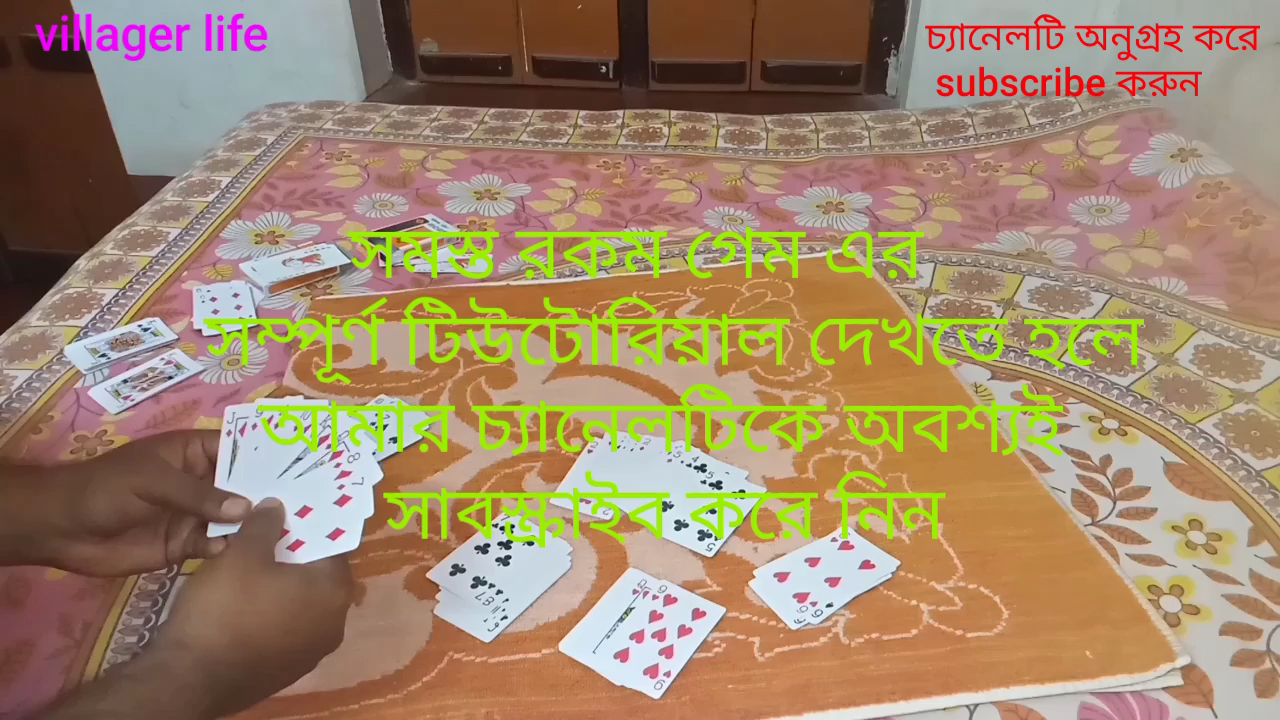 villager life
চ্যানেলটি অনুগ্রহ করে
subscribe করুন
সমস্ত রকম গেম এর
সম্পূর্ণ টিউটোরিয়াল দেখতে হলে
আমার চ্যানেলটিকে অবশ্যই
সাবস্ক্রাইব করে নিন